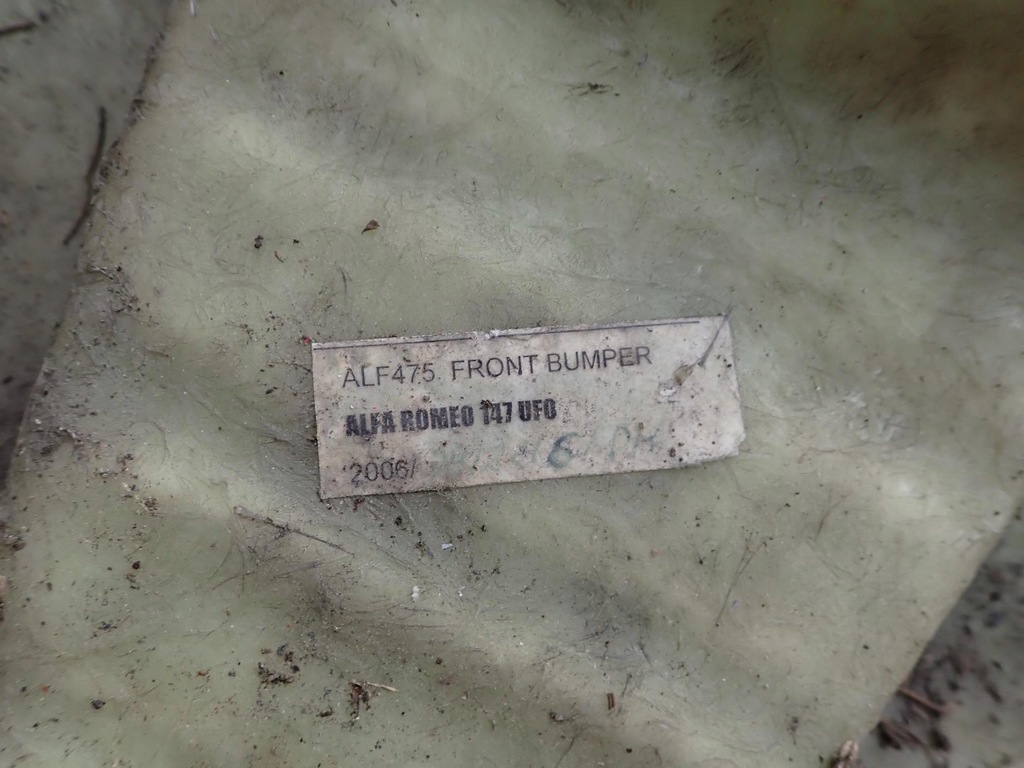 ALF475 FRONT BUMPER
ALFA ROMEO 147 UFO
2006/